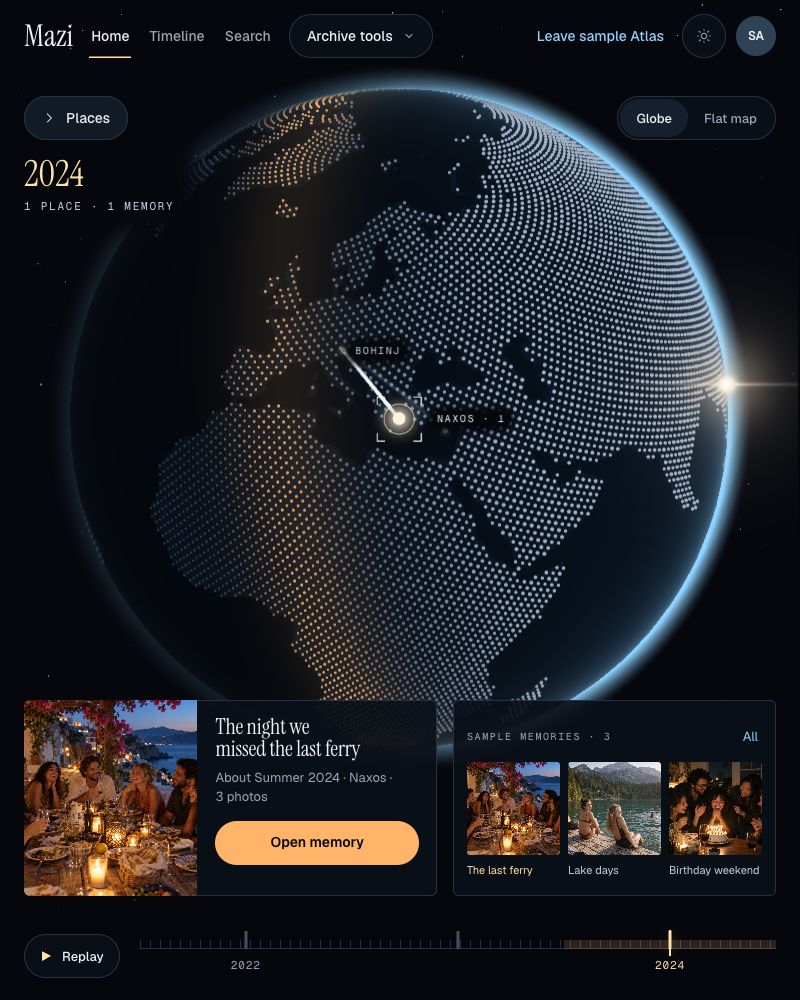 Mazi
Home
Timeline
Search
Archive tools
Leave sample Atlas
SA
Places
Globe
Flat map
2024
1 PLACE · 1 MEMORY
BOHINJ
NAXOS · 1
The night we
missed the last ferry
About Summer 2024 · Naxos ·
3 photos
Open memory
SAMPLE MEMORIES · 3
All
The last ferry
Lake days
Birthday weekend
Replay
2022
2024